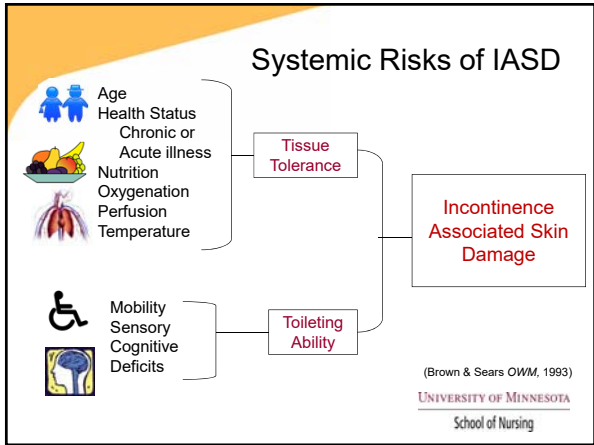 Systemic Risks of IASD
Age
Health Status
Chronic or
Acute illness
Nutrition
Oxygenation
Perfusion
Temperature
Tissue
Tolerance
Incontinence
Associated Skin
Damage
Mobility
Sensory
Cognitive
Deficits
Toileting
Ability
(Brown & Sears OWM, 1993)
UNIVERSITY OF MINNESOTA
School of Nursing